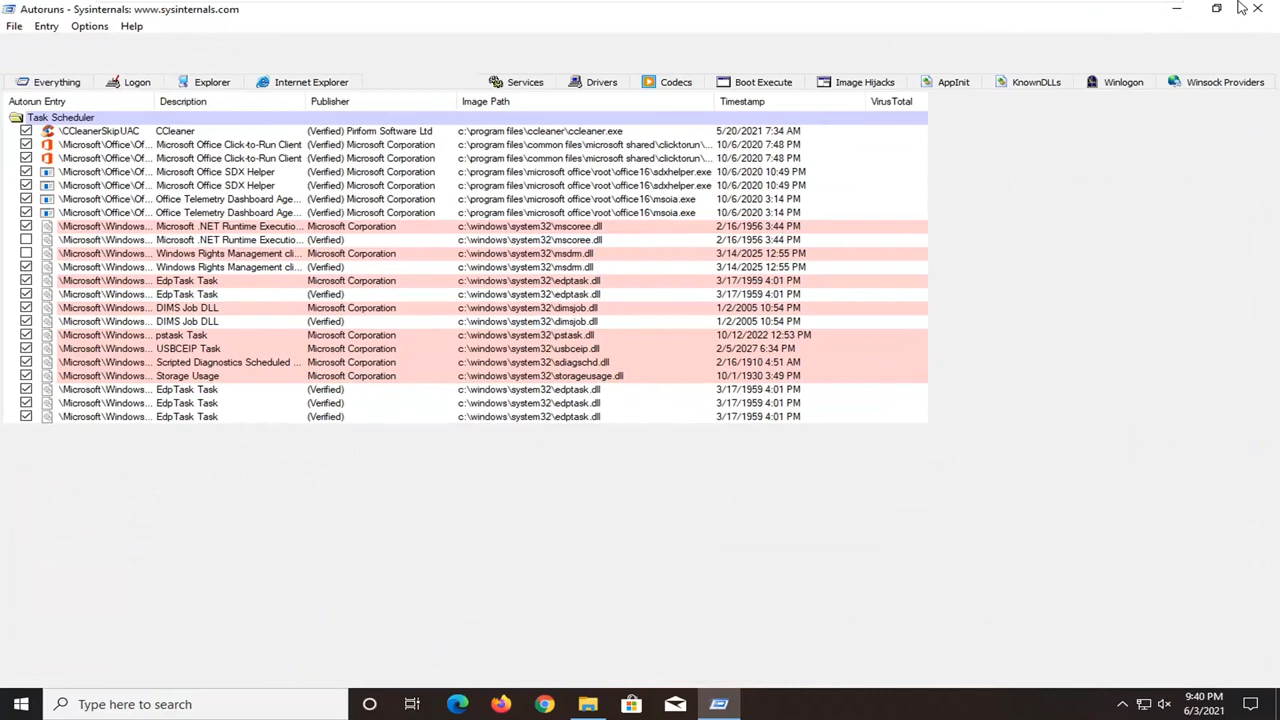 Autoruns - Sysinternals: www.sysinternals.com
File Entry Options Help
Everything Logon Explorer Internet Explorer Services Drivers Codecs Boot Execute Image Hijacks AppInit KnownDLLs Winlogon Winsock Providers
Autorun Entry Description Publisher Image Path Timestamp VirusTotal
Task Scheduler
\CCleanerSkipUAC CCleaner (Verified) Piriform Software Ltd c:\program files\ccleaner\ccleaner.exe 5/20/2021 7:34 AM
\Microsoft\Office\Of... Microsoft Office Click-to-Run Client (Verified) Microsoft Corporation c:\program files\common files\microsoft shared\clicktorun\... 10/6/2020 7:48 PM
\Microsoft\Office\Of... Microsoft Office Click-to-Run Client (Verified) Microsoft Corporation c:\program files\common files\microsoft shared\clicktorun\... 10/6/2020 7:48 PM
\Microsoft\Office\Of... Microsoft Office SDX Helper (Verified) Microsoft Corporation c:\program files\microsoft office\root\office16\sdxhelper.exe 10/6/2020 10:49 PM
\Microsoft\Office\Of... Microsoft Office SDX Helper (Verified) Microsoft Corporation c:\program files\microsoft office\root\office16\sdxhelper.exe 10/6/2020 10:49 PM
\Microsoft\Office\Of... Office Telemetry Dashboard Age... (Verified) Microsoft Corporation c:\program files\microsoft office\root\office16\msoia.exe 10/6/2020 3:14 PM
\Microsoft\Office\Of... Office Telemetry Dashboard Age... (Verified) Microsoft Corporation c:\program files\microsoft office\root\office16\msoia.exe 10/6/2020 3:14 PM
\Microsoft\Windows... Microsoft .NET Runtime Executio... Microsoft Corporation c:\windows\system32\mscoree.dll 2/16/1956 3:44 PM
\Microsoft\Windows... Microsoft .NET Runtime Executio... (Verified) c:\windows\system32\mscoree.dll 2/16/1956 3:44 PM
\Microsoft\Windows... Windows Rights Management cli... Microsoft Corporation c:\windows\system32\msdrm.dll 3/14/2025 12:55 PM
\Microsoft\Windows... Windows Rights Management cli... (Verified) c:\windows\system32\msdrm.dll 3/14/2025 12:55 PM
\Microsoft\Windows... EdpTask Task Microsoft Corporation c:\windows\system32\edptask.dll 3/17/1959 4:01 PM
\Microsoft\Windows... EdpTask Task (Verified) c:\windows\system32\edptask.dll 3/17/1959 4:01 PM
\Microsoft\Windows... DIMS Job DLL Microsoft Corporation c:\windows\system32\dimsjob.dll 1/2/2005 10:54 PM
\Microsoft\Windows... DIMS Job DLL (Verified) c:\windows\system32\dimsjob.dll 1/2/2005 10:54 PM
\Microsoft\Windows... pstask Task Microsoft Corporation c:\windows\system32\pstask.dll 10/12/2022 12:53 PM
\Microsoft\Windows... USBCEIP Task Microsoft Corporation c:\windows\system32\usbceip.dll 2/5/2027 6:34 PM
\Microsoft\Windows... Scripted Diagnostics Scheduled ... Microsoft Corporation c:\windows\system32\sdiagschd.dll 2/16/1910 4:51 AM
\Microsoft\Windows... Storage Usage Microsoft Corporation c:\windows\system32\storageusage.dll 10/1/1930 3:49 PM
\Microsoft\Windows... EdpTask Task (Verified) c:\windows\system32\edptask.dll 3/17/1959 4:01 PM
\Microsoft\Windows... EdpTask Task (Verified) c:\windows\system32\edptask.dll 3/17/1959 4:01 PM
\Microsoft\Windows... EdpTask Task (Verified) c:\windows\system32\edptask.dll 3/17/1959 4:01 PM
Type here to search
9:40 PM
6/3/2021